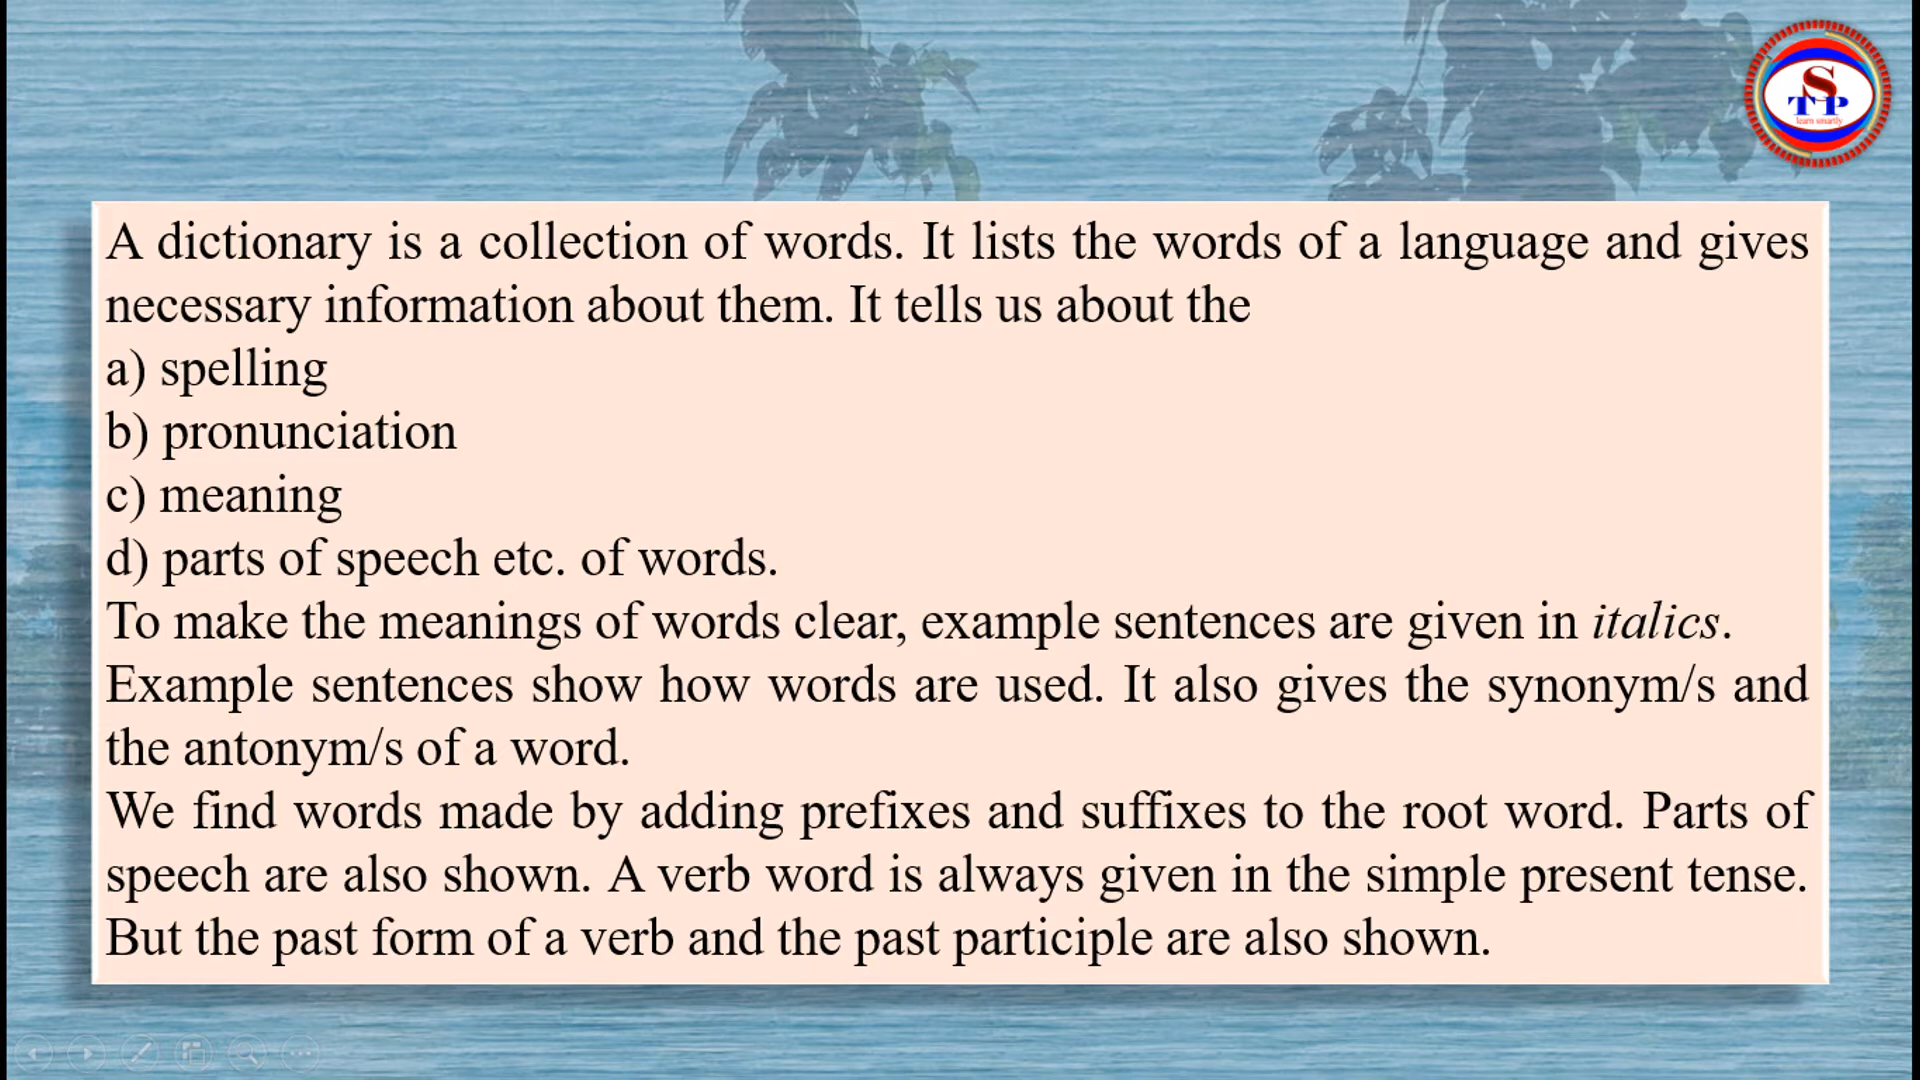 S
TP
learn smartly
A dictionary is a collection of words. It lists the words of a language and gives
necessary information about them. It tells us about the
a) spelling
b) pronunciation
c) meaning
d) parts of speech etc. of words.
To make the meanings of words clear, example sentences are given in italics.
Example sentences show how words are used. It also gives the synonym/s and
the antonym/s of a word.
We find words made by adding prefixes and suffixes to the root word. Parts of
speech are also shown. A verb word is always given in the simple present tense.
But the past form of a verb and the past participle are also shown.